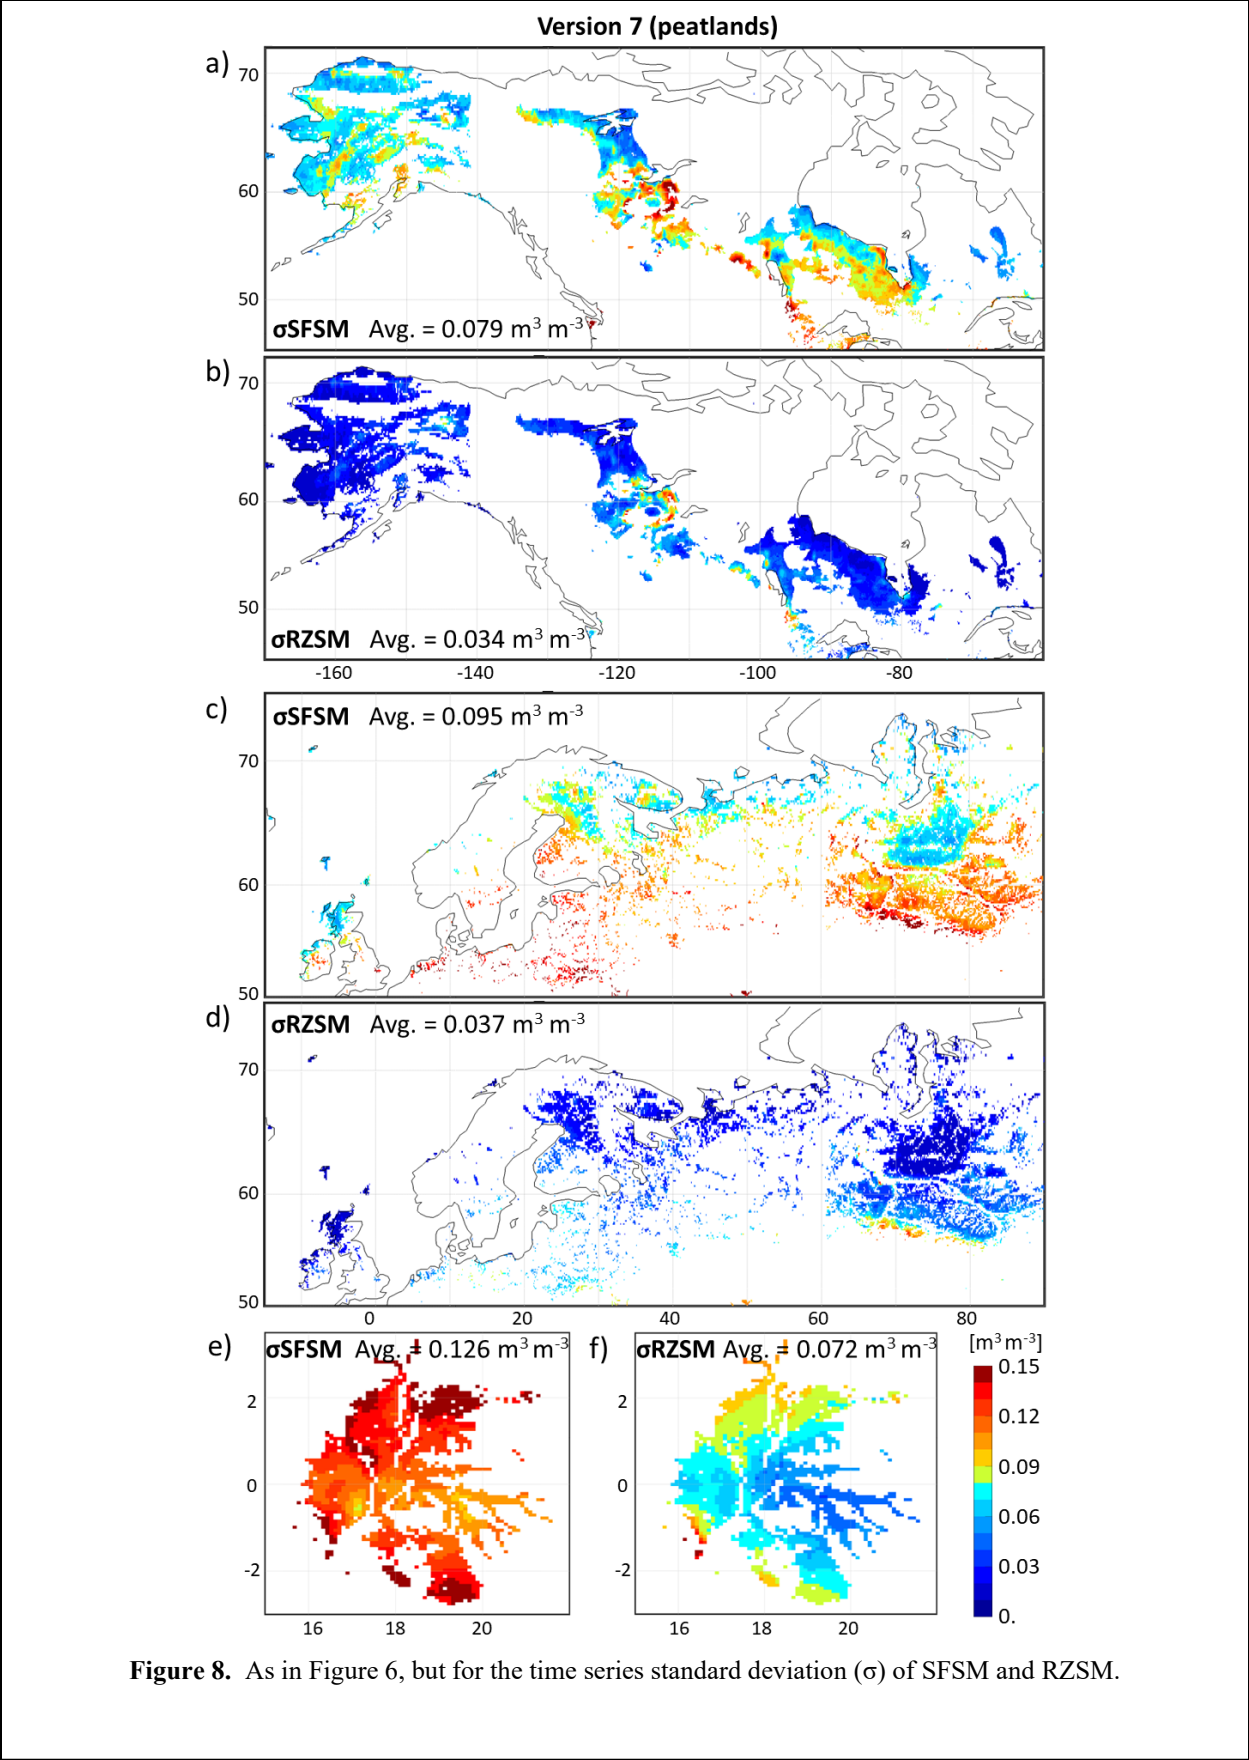 Version 7 (peatlands)
a)
70
60
50
σSFSM Avg. = 0.079 m³ m⁻³
b)
70
60
50
σRZSM Avg. = 0.034 m³ m⁻³
-160 -140 -120 -100 -80
c)
σSFSM Avg. = 0.095 m³ m⁻³
70
60
50
d)
σRZSM Avg. = 0.037 m³ m⁻³
70
60
50
0 20 40 60 80
e)
σSFSM Avg. = 0.126 m³ m⁻³
2
0
-2
16 18 20
f)
σRZSM Avg. = 0.072 m³ m⁻³
2
0
-2
16 18 20
[m³ m⁻³]
0.15
0.12
0.09
0.06
0.03
0.
Figure 8. As in Figure 6, but for the time series standard deviation (σ) of SFSM and RZSM.